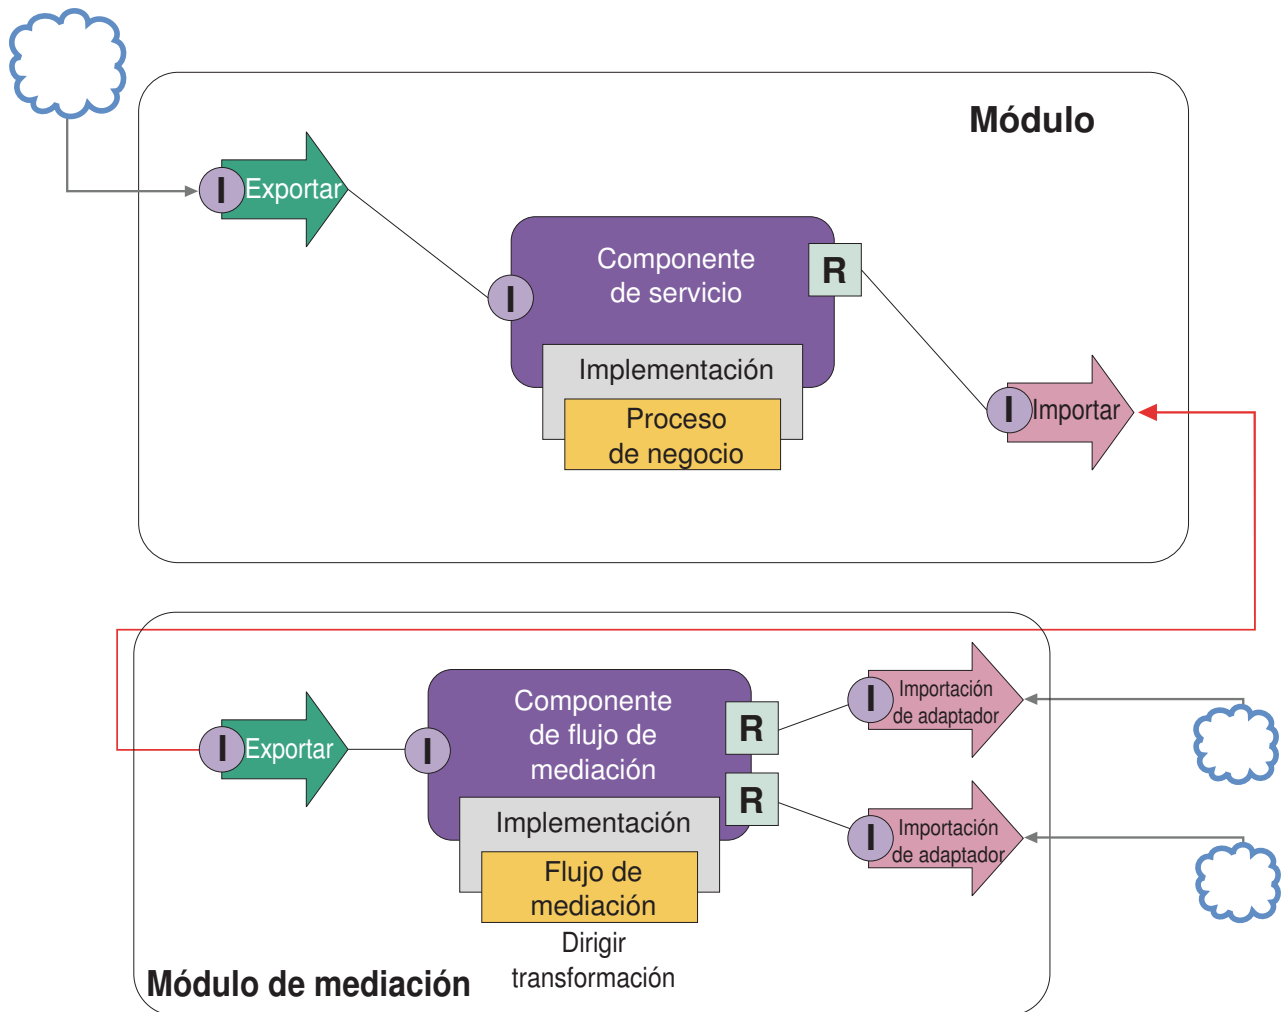 Módulo
I Exportar
Componente
de servicio
R
I
Implementación
Proceso
de negocio
I Importar
Componente
de flujo de
mediación
R
R
I Exportar
I
Implementación
Flujo de
mediación
Dirigir
transformación
I Importación
de adaptador
I Importación
de adaptador
Módulo de mediación